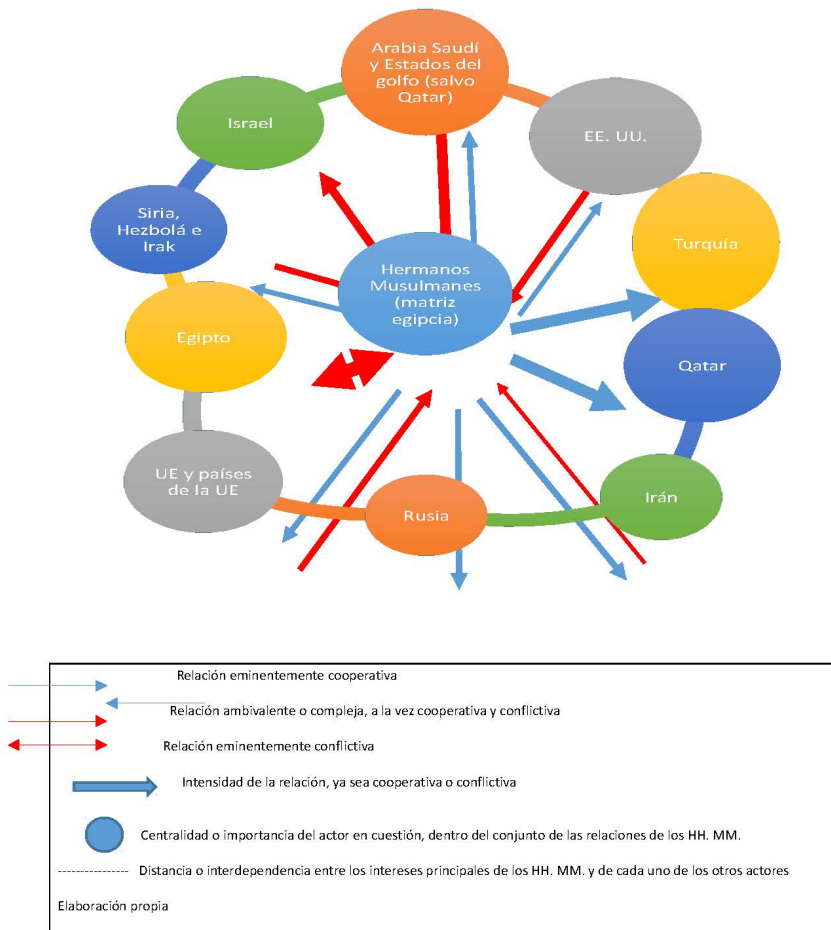 Arabia Saudí
y Estados del
golfo (salvo
Qatar)
Israel
EE. UU.
Siria,
Hezbolá e
Irak
Turquía
Hermanos
Musulmanes
(matriz
egipcia)
Egipto
Qatar
UE y países
de la UE
Rusia
Irán
Relación eminentemente cooperativa
Relación ambivalente o compleja, a la vez cooperativa y conflictiva
Relación eminentemente conflictiva
Intensidad de la relación, ya sea cooperativa o conflictiva
Centralidad o importancia del actor en cuestión, dentro del conjunto de las relaciones de los HH. MM.
Distancia o interdependencia entre los intereses principales de los HH. MM. y de cada uno de los otros actores
Elaboración propia